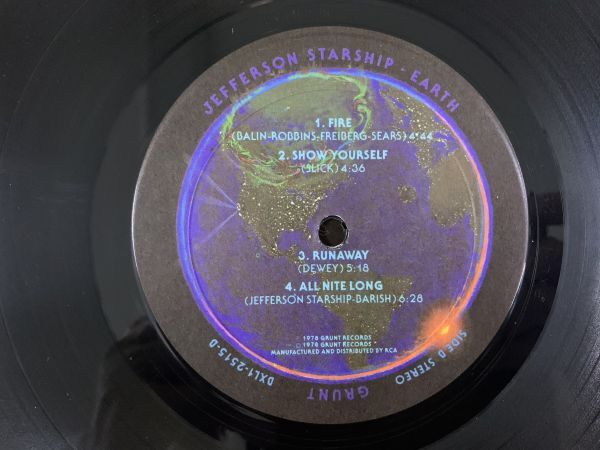 JEFFERSON STARSHIP · EARTH
1. FIRE
(BALIN-ROBBINS-FREIBERG-SEARS) 4:44
2. SHOW YOURSELF
(SLICK) 4:36
3. RUNAWAY
(DEWEY) 5:18
4. ALL NITE LONG
(JEFFERSON STARSHIP-BARISH) 6:28
℗ 1978 GRUNT RECORDS
© 1978 GRUNT RECORDS
MANUFACTURED AND DISTRIBUTED BY RCA
DXL1-2515-D
GRUNT
SIDE D STEREO